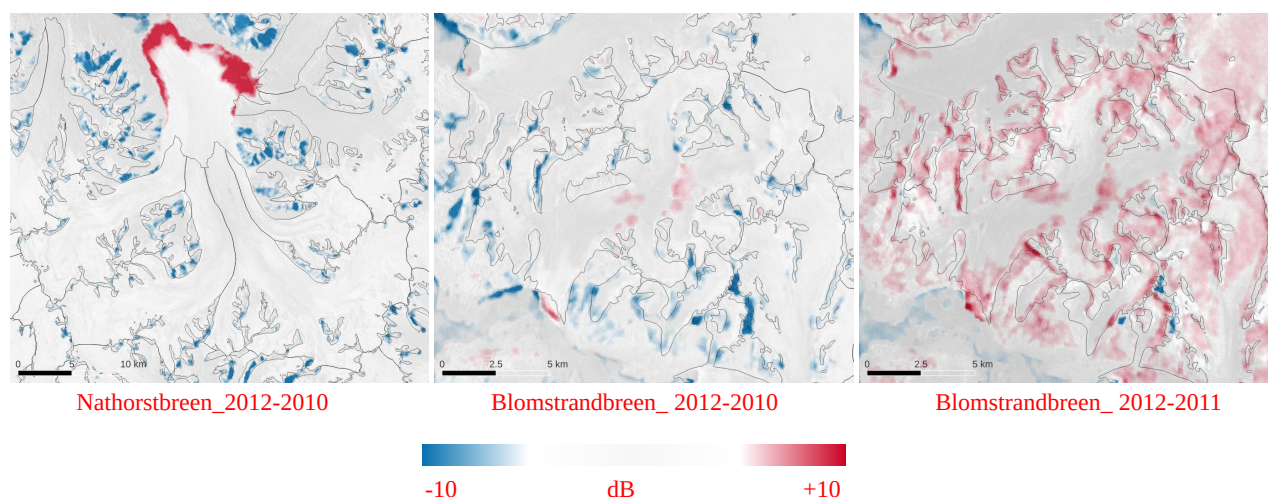 0 5 10 km
0 2.5 5 km
0 2.5 5 km
Nathorstbreen_2012-2010
Blomstrandbreen_ 2012-2010
Blomstrandbreen_ 2012-2011
-10 dB +10